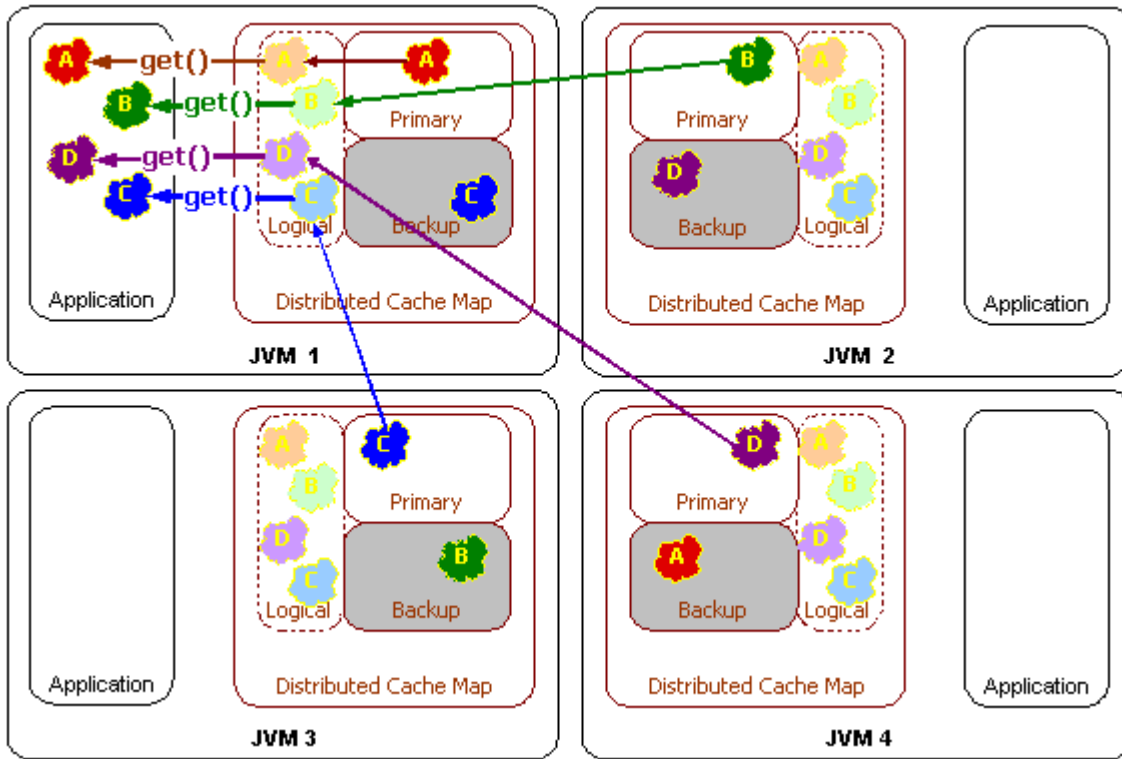 A get() A A
B get() B
Primary
D get() D
C get() C C
Logical Backup
Application
Distributed Cache Map
JVM 1
B A
B
Primary
D D
C
Backup Logical
Distributed Cache Map
Application
JVM 2
A C
B
Primary
D B
C
Logical Backup
Application
Distributed Cache Map
JVM 3
D A
B
Primary
A D
C
Backup Logical
Distributed Cache Map
Application
JVM 4